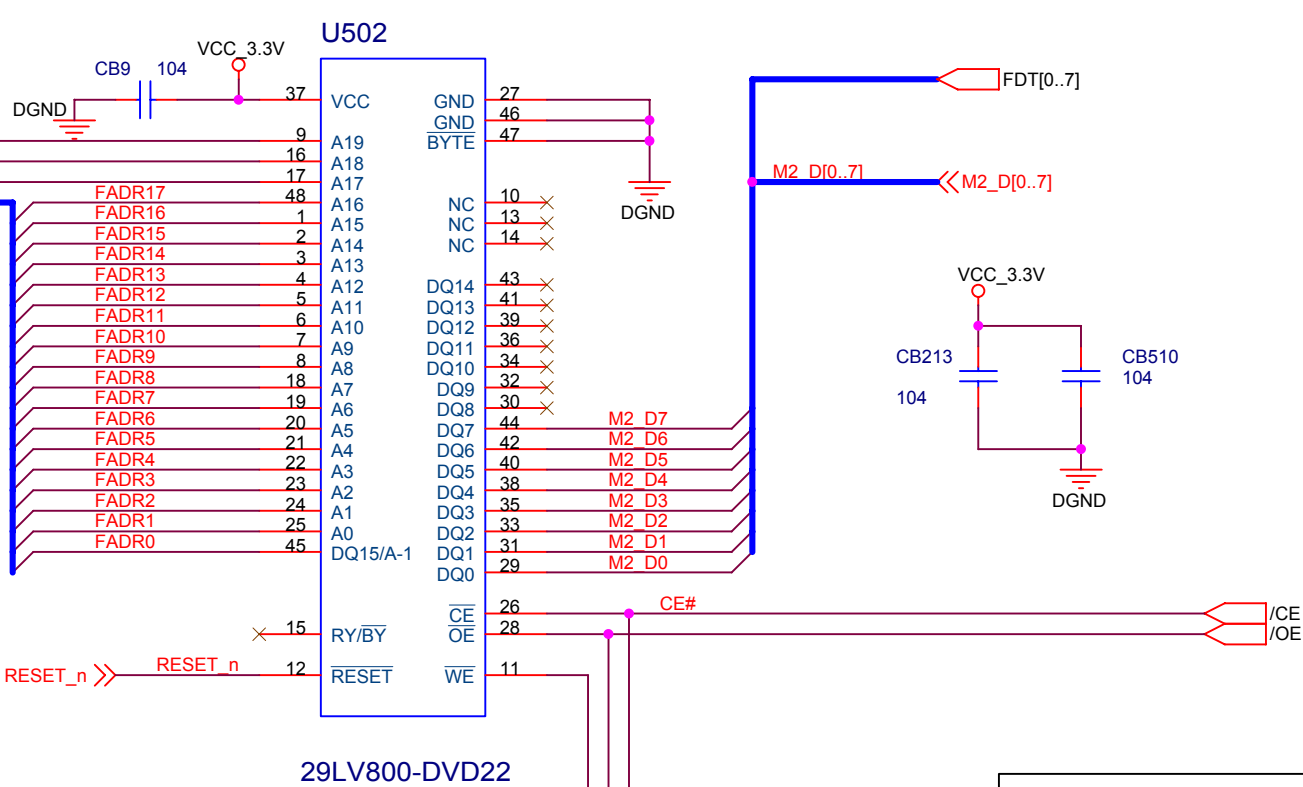 U502
VCC_3.3V
CB9 104
DGND
37 VCC GND 27
GND 46
9 A19 BYTE 47
16 A18
17 A17
FADR17 48 A16 NC 10
FADR16 1 A15 NC 13
FADR15 2 A14 NC 14
FADR14 3 A13
FADR13 4 A12 DQ14 43
FADR12 5 A11 DQ13 41
FADR11 6 A10 DQ12 39
FADR10 7 A9 DQ11 36
FADR9 8 A8 DQ10 34
FADR8 18 A7 DQ9 32
FADR7 19 A6 DQ8 30
FADR6 20 A5 DQ7 44 M2_D7
FADR5 21 A4 DQ6 42 M2_D6
FADR4 22 A3 DQ5 40 M2_D5
FADR3 23 A2 DQ4 38 M2_D4
FADR2 24 A1 DQ3 35 M2_D3
FADR1 25 A0 DQ2 33 M2_D2
FADR0 45 DQ15/A-1 DQ1 31 M2_D1
DQ0 29 M2_D0
CE 26 CE# /CE
15 RY/BY OE 28 /OE
RESET_n RESET_n 12 RESET WE 11
29LV800-DVD22
DGND
FDT[0..7]
M2_D[0..7] M2_D[0..7]
VCC_3.3V
CB213
104
CB510
104
DGND